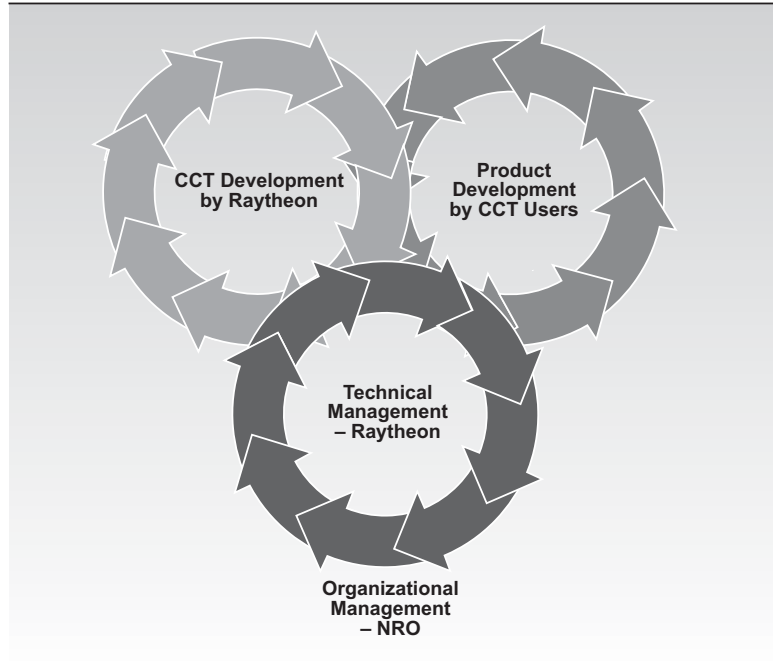 CCT Development
by Raytheon
Product
Development
by CCT Users
Technical
Management
– Raytheon
Organizational
Management
– NRO